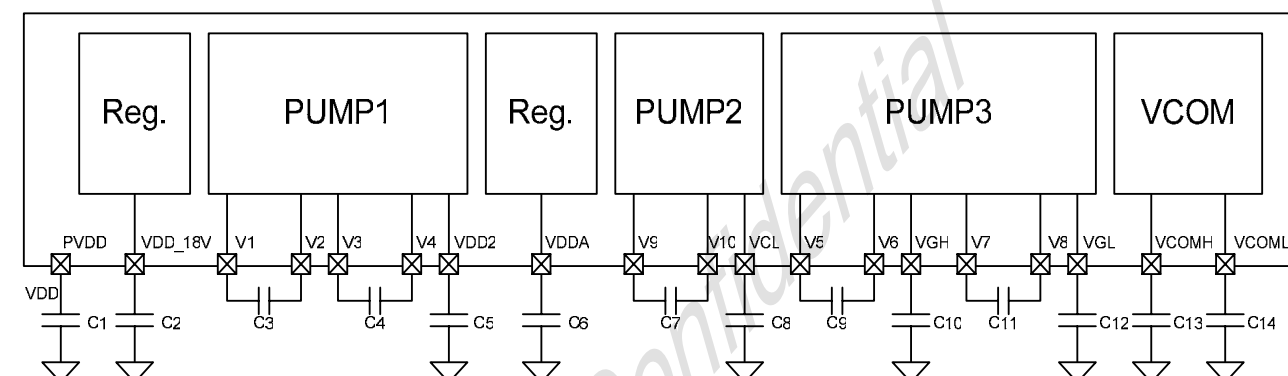 Reg.
PUMP1
Reg.
PUMP2
PUMP3
VCOM
PVDD
VDD_18V
V1
V2
V3
V4
VDD2
VDDA
V9
V10
VCL
V5
V6
VGH
V7
V8
VGL
VCOMH
VCOML
VDD
C1
C2
C3
C4
C5
C6
C7
C8
C9
C10
C11
C12
C13
C14
Confidential